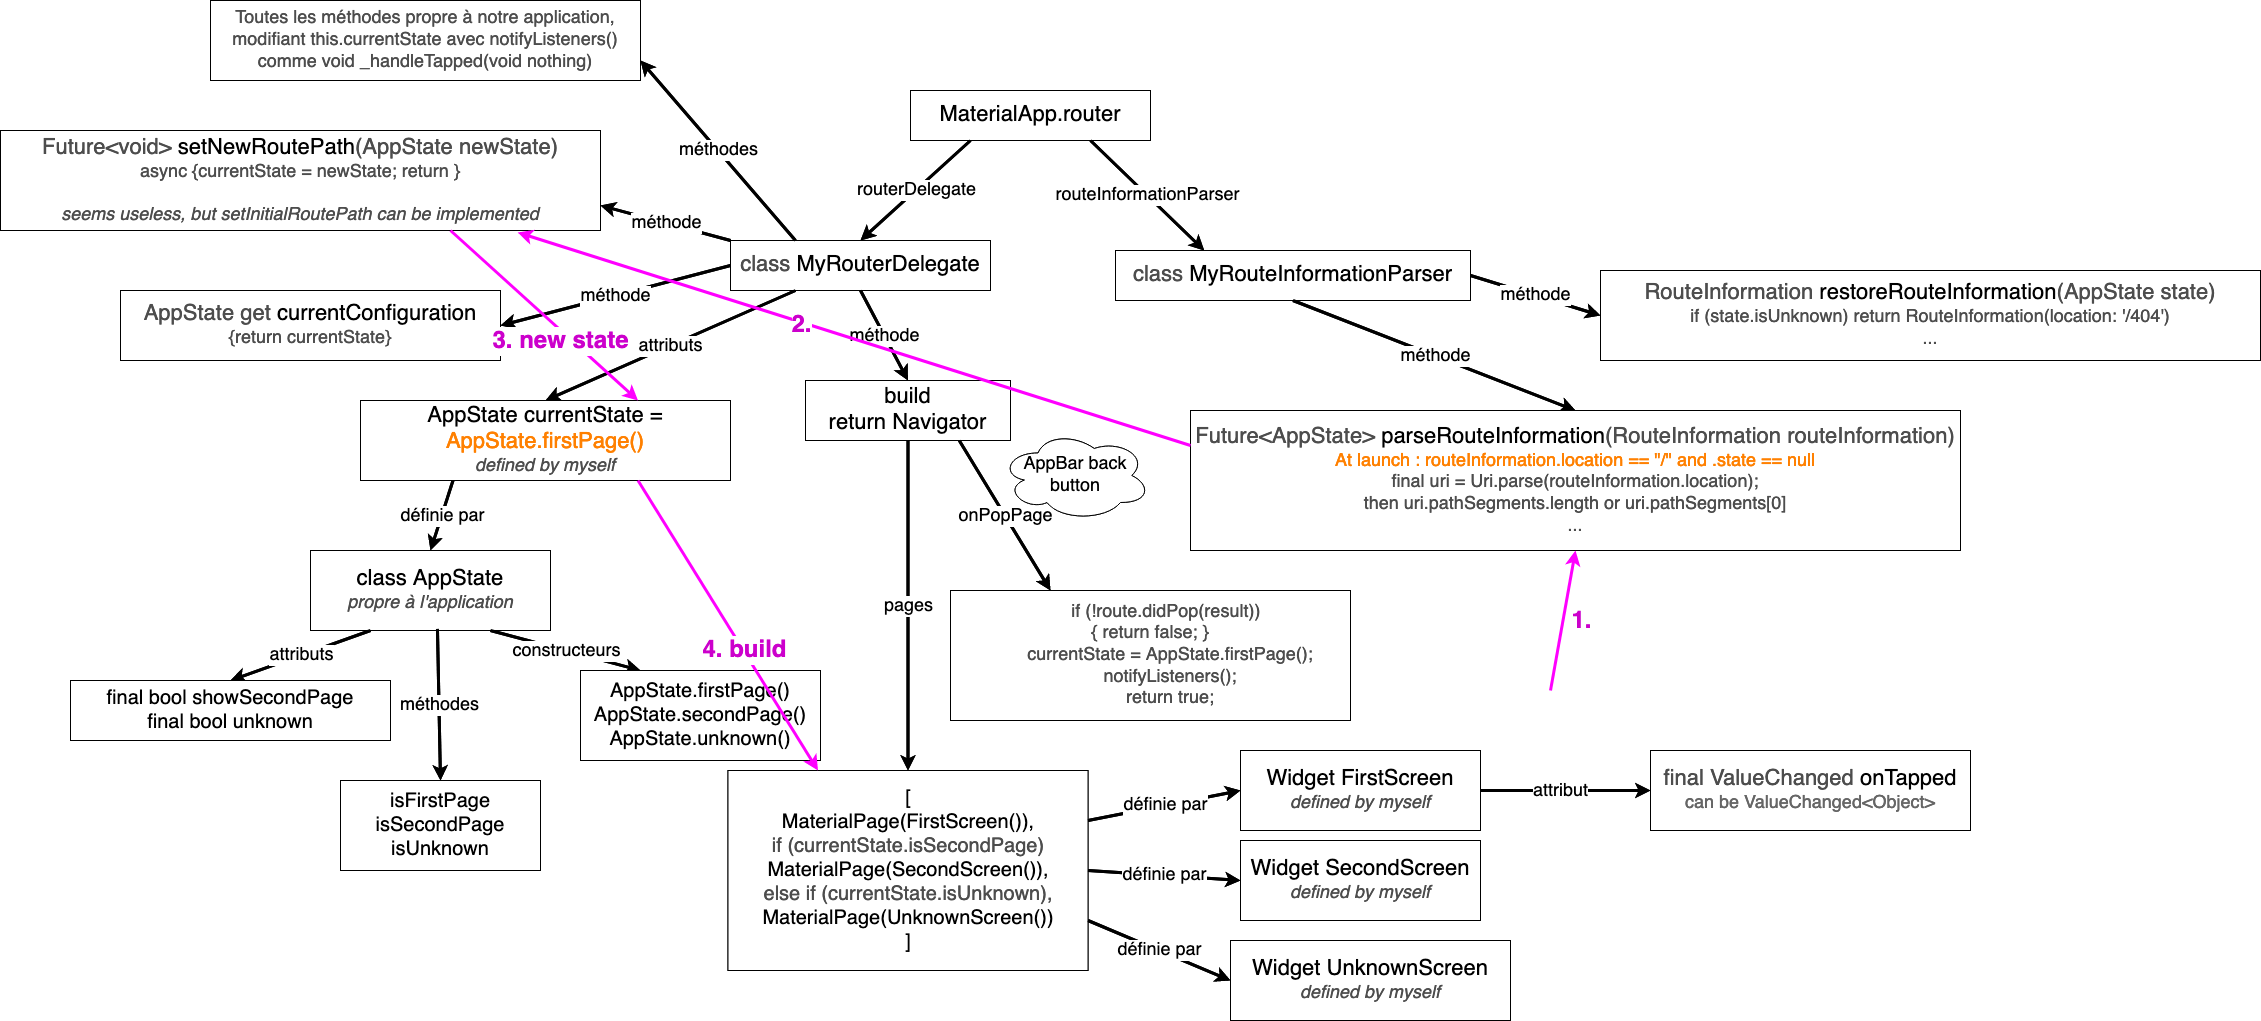 Toutes les méthodes propre à notre application,
modifiant this.currentState avec notifyListeners()
comme void _handleTapped(void nothing)
MaterialApp.router
méthodes
Future<void> setNewRoutePath(AppState newState)
async {currentState = newState; return }
seems useless, but setInitialRoutePath can be implemented
routerDelegate
routeInformationParser
méthode
class MyRouterDelegate
class MyRouteInformationParser
méthode
RouteInformation restoreRouteInformation(AppState state)
if (state.isUnknown) return RouteInformation(location: '/404')
...
méthode
AppState get currentConfiguration
{return currentState}
2.
3. new state
attributs
méthode
méthode
build
return Navigator
AppState currentState =
AppState.firstPage()
defined by myself
Future<AppState> parseRouteInformation(RouteInformation routeInformation)
At launch : routeInformation.location == "/" and .state == null
final uri = Uri.parse(routeInformation.location);
then uri.pathSegments.length or uri.pathSegments[0]
...
AppBar back
button
définie par
onPopPage
class AppState
propre à l'application
pages
if (!route.didPop(result))
{ return false; }
currentState = AppState.firstPage();
notifyListeners();
return true;
1.
attributs
constructeurs
4. build
final bool showSecondPage
final bool unknown
méthodes
AppState.firstPage()
AppState.secondPage()
AppState.unknown()
isFirstPage
isSecondPage
isUnknown
[
MaterialPage(FirstScreen()),
if (currentState.isSecondPage)
MaterialPage(SecondScreen()),
else if (currentState.isUnknown),
MaterialPage(UnknownScreen())
]
définie par
Widget FirstScreen
defined by myself
attribut
final ValueChanged onTapped
can be ValueChanged<Object>
définie par
Widget SecondScreen
defined by myself
définie par
Widget UnknownScreen
defined by myself